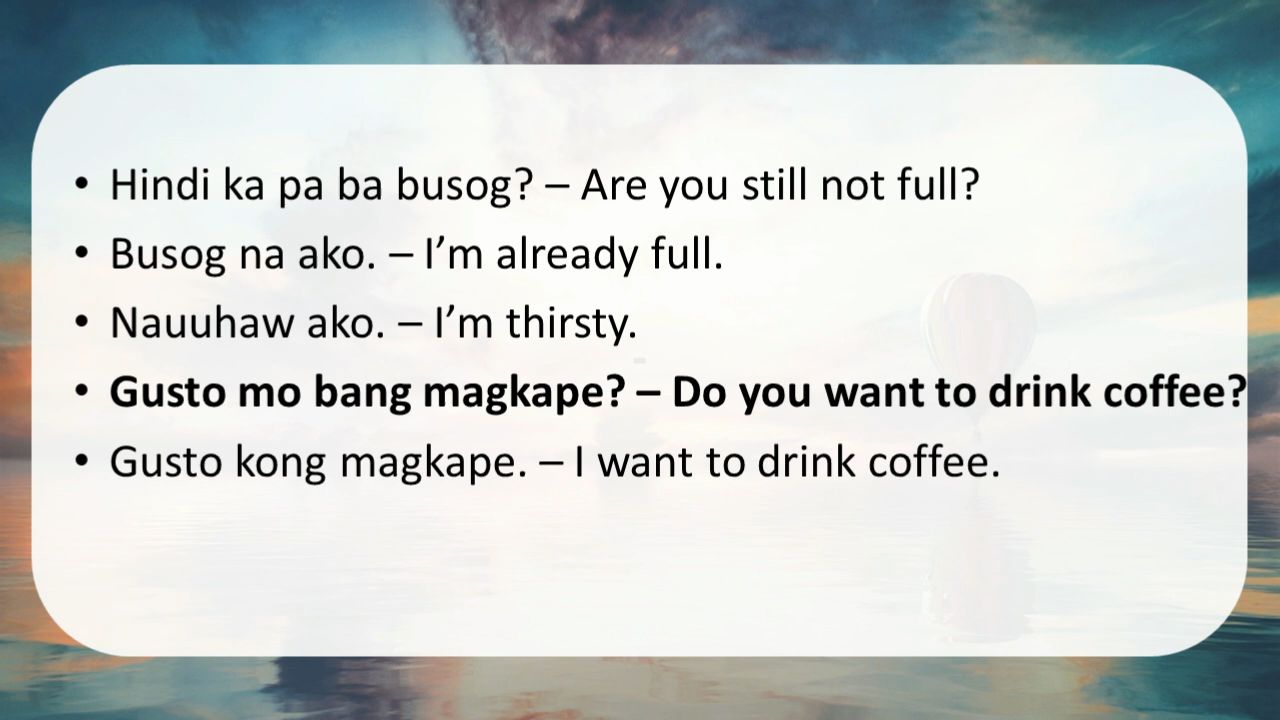 • Hindi ka pa ba busog? – Are you still not full?
• Busog na ako. – I’m already full.
• Nauuhaw ako. – I’m thirsty.
• Gusto mo bang magkape? – Do you want to drink coffee?
• Gusto kong magkape. – I want to drink coffee.